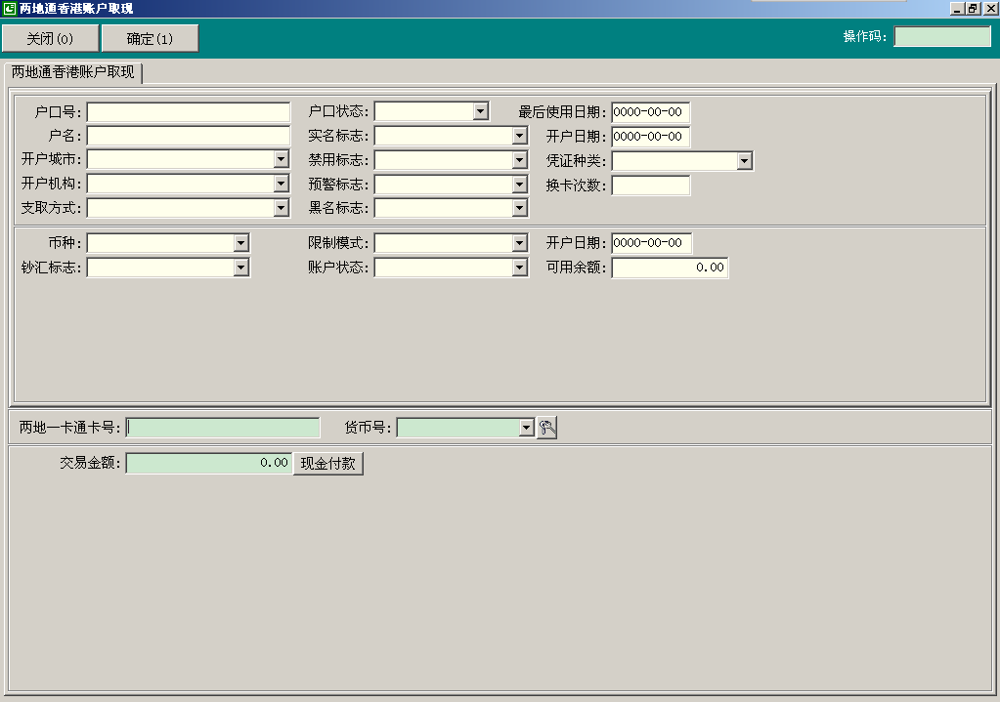 两地通香港账户取现
关闭(0) 确定(1) 操作码:
两地通香港账户取现
户口号: 户口状态: 最后使用日期: 0000-00-00
户名: 实名标志: 开户日期: 0000-00-00
开户城市: 禁用标志: 凭证种类:
开户机构: 预警标志: 换卡次数:
支取方式: 黑名标志:
币种: 限制模式: 开户日期: 0000-00-00
钞汇标志: 账户状态: 可用余额: 0.00
两地一卡通卡号: 货币号:
交易金额: 0.00 现金付款